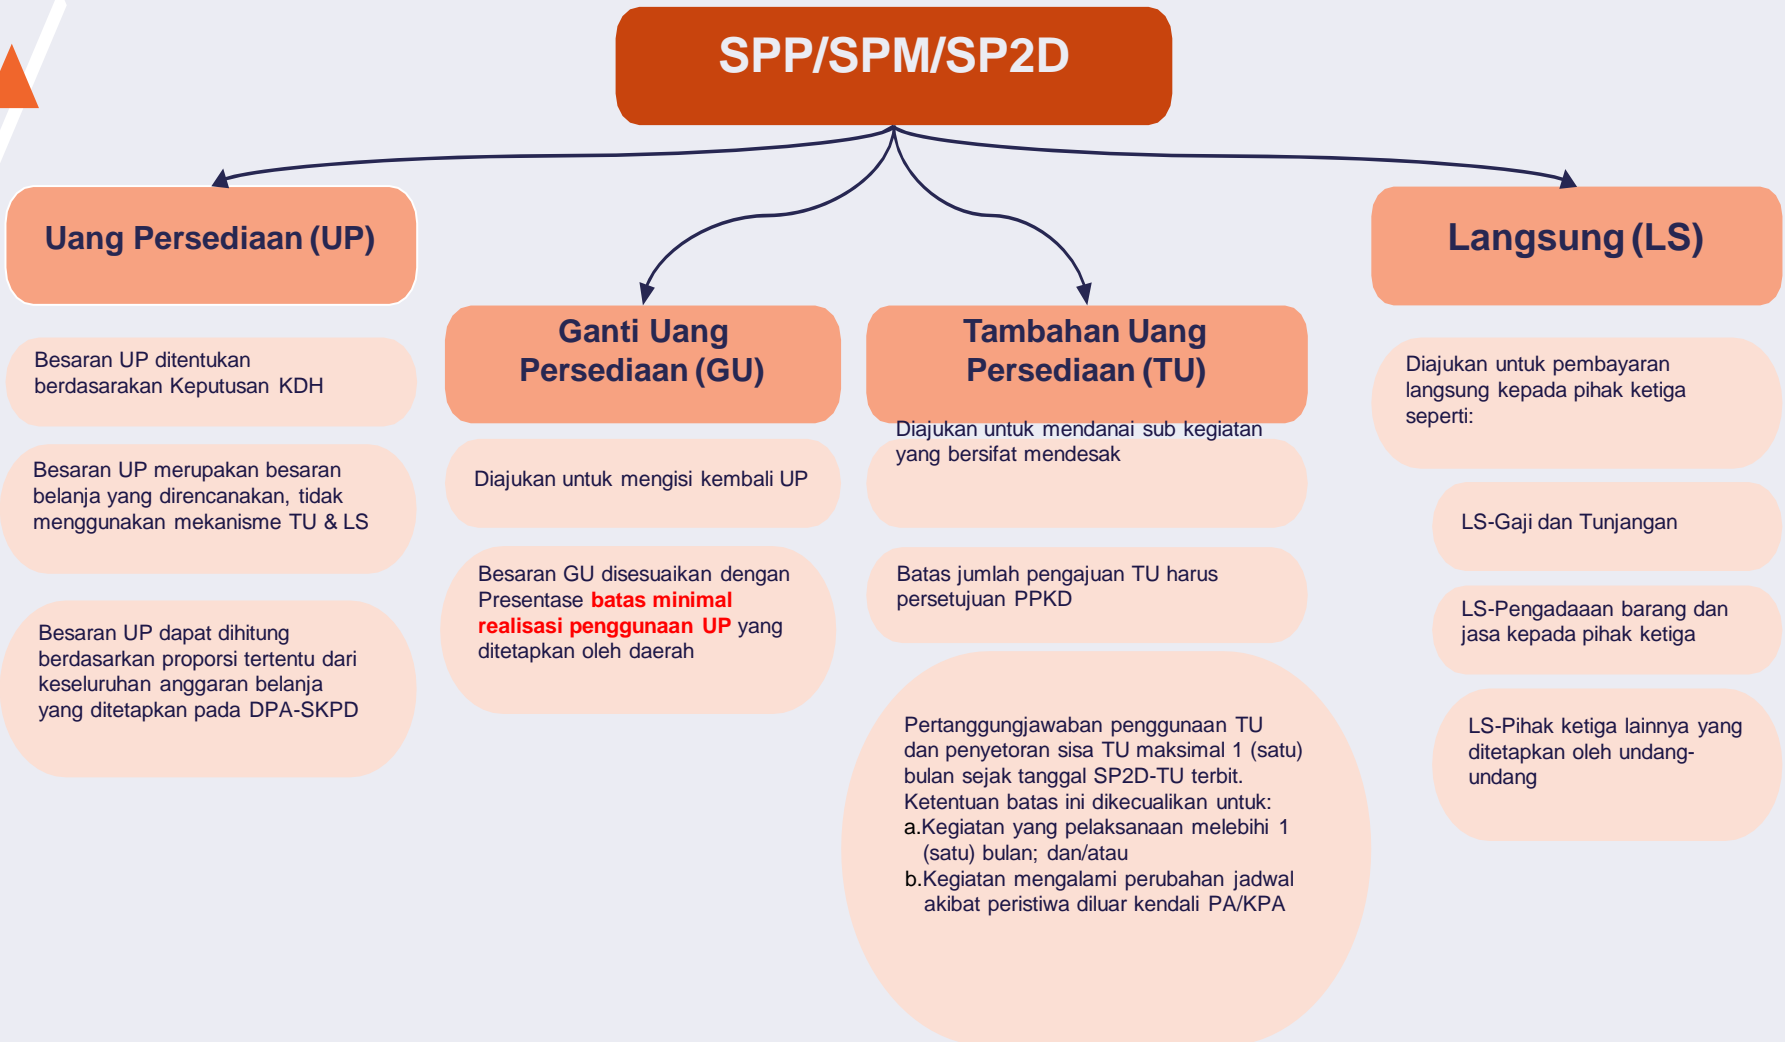 SPP/SPM/SP2D
Uang Persediaan (UP)
Besaran UP ditentukan
berdasarakan Keputusan KDH
Besaran UP merupakan besaran
belanja yang direncanakan, tidak
menggunakan mekanisme TU & LS
Besaran UP dapat dihitung
berdasarkan proporsi tertentu dari
keseluruhan anggaran belanja
yang ditetapkan pada DPA-SKPD
Ganti Uang
Persediaan (GU)
Diajukan untuk mengisi kembali UP
Besaran GU disesuaikan dengan
Presentase batas minimal
realisasi penggunaan UP yang
ditetapkan oleh daerah
Tambahan Uang
Persediaan (TU)
Diajukan untuk mendanai sub kegiatan
yang bersifat mendesak
Batas jumlah pengajuan TU harus
persetujuan PPKD
Pertanggungjawaban penggunaan TU
dan penyetoran sisa TU maksimal 1 (satu)
bulan sejak tanggal SP2D-TU terbit.
Ketentuan batas ini dikecualikan untuk:
a.Kegiatan yang pelaksanaan melebihi 1
(satu) bulan; dan/atau
b.Kegiatan mengalami perubahan jadwal
akibat peristiwa diluar kendali PA/KPA
Langsung (LS)
Diajukan untuk pembayaran
langsung kepada pihak ketiga
seperti:
LS-Gaji dan Tunjangan
LS-Pengadaaan barang dan
jasa kepada pihak ketiga
LS-Pihak ketiga lainnya yang
ditetapkan oleh undang-
undang